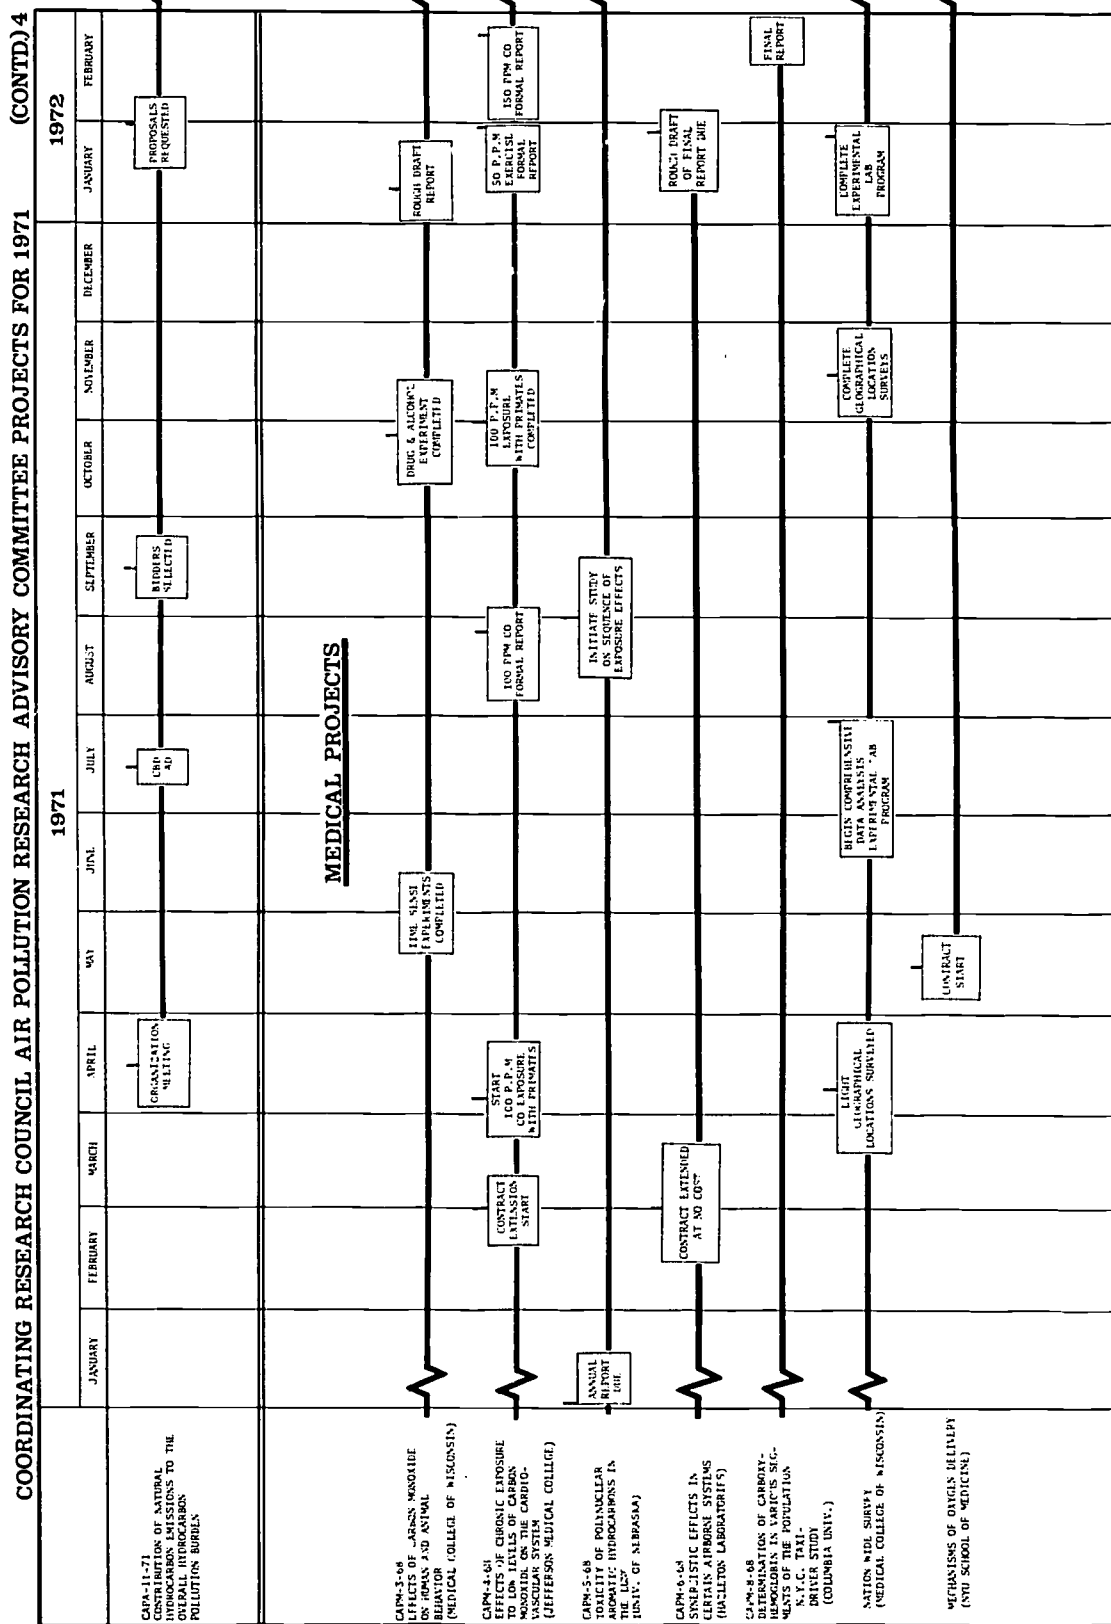 COORDINATING RESEARCH COUNCIL AIR POLLUTION RESEARCH ADVISORY COMMITTEE PROJECTS FOR 1971 (CONTD.) 4
1971
1972
JANUARY
FEBRUARY
MARCH
APRIL
MAY
JUNE
JULY
AUGUST
SEPTEMBER
OCTOBER
NOVEMBER
DECEMBER
JANUARY
FEBRUARY
CAPA-11-71
CONTRIBUTION OF NATURAL
HYDROCARBON EMISSIONS TO THE
OVERALL HYDROCARBON
POLLUTION BURDEN
ORGANIZATION
MEETING
CBD
AD
BIDDERS
SELECTED
PROPOSALS
REQUESTED
MEDICAL PROJECTS
CAPM-3-68
EFFECTS OF CARBON MONOXIDE
ON HUMAN AND ANIMAL
BEHAVIOR
(MEDICAL COLLEGE OF WISCONSIN)
TIME SENSE
EXPERIMENTS
COMPLETED
DRUG & ALCOHOL
EXPERIMENT
COMPLETED
ROUGH DRAFT
REPORT
CAPM-4-68
EFFECTS OF CHRONIC EXPOSURE
TO LOW LEVELS OF CARBON
MONOXIDE ON THE CARDIO-
VASCULAR SYSTEM
(JEFFERSON MEDICAL COLLEGE)
CONTRACT
EXTENSION
START
START
100 P.P.M
CO EXPOSURE
WITH PRIMATES
100 PPM CO
FORMAL REPORT
100 P.P.M
EXPOSURE
WITH PRIMATES
COMPLETED
50 P.P.M
EXERCISE
FORMAL
REPORT
150 PPM CO
FORMAL REPORT
CAPM-5-68
TOXICITY OF POLYNUCLEAR
AROMATIC HYDROCARBONS IN
THE
(UNIV. OF NEBRASKA)
ANNUAL
REPORT
DUE
INITIATE STUDY
ON SEQUENCE OF
EXPOSURE EFFECTS
CAPM-6-68
SYNERGISTIC EFFECTS IN
CERTAIN AIRBORNE SYSTEMS
(HAZLETON LABORATORIES)
CONTRACT EXTENDED
AT NO COST
ROUGH DRAFT
OF FINAL
REPORT DUE
CAPM-8-68
DETERMINATION OF CARBOXY-
HEMOGLOBIN IN VARIOUS SEG-
MENTS OF THE POPULATION
N.Y.C. TAXI-
DRIVER STUDY
(COLUMBIA UNIV.)
FINAL
REPORT
NATION WIDE SURVEY
(MEDICAL COLLEGE OF WISCONSIN)
EIGHT
GEOGRAPHICAL
LOCATIONS SURVEYED
BEGIN COMPREHENSIVE
DATA ANALYSIS
EXPERIMENTAL LAB
PROGRAM
COMPLETE
GEOGRAPHICAL
LOCATION
SURVEYS
COMPLETE
EXPERIMENTAL
LAB
PROGRAM
MECHANISMS OF OXYGEN DELIVERY
(NYU SCHOOL OF MEDICINE)
CONTRACT
START